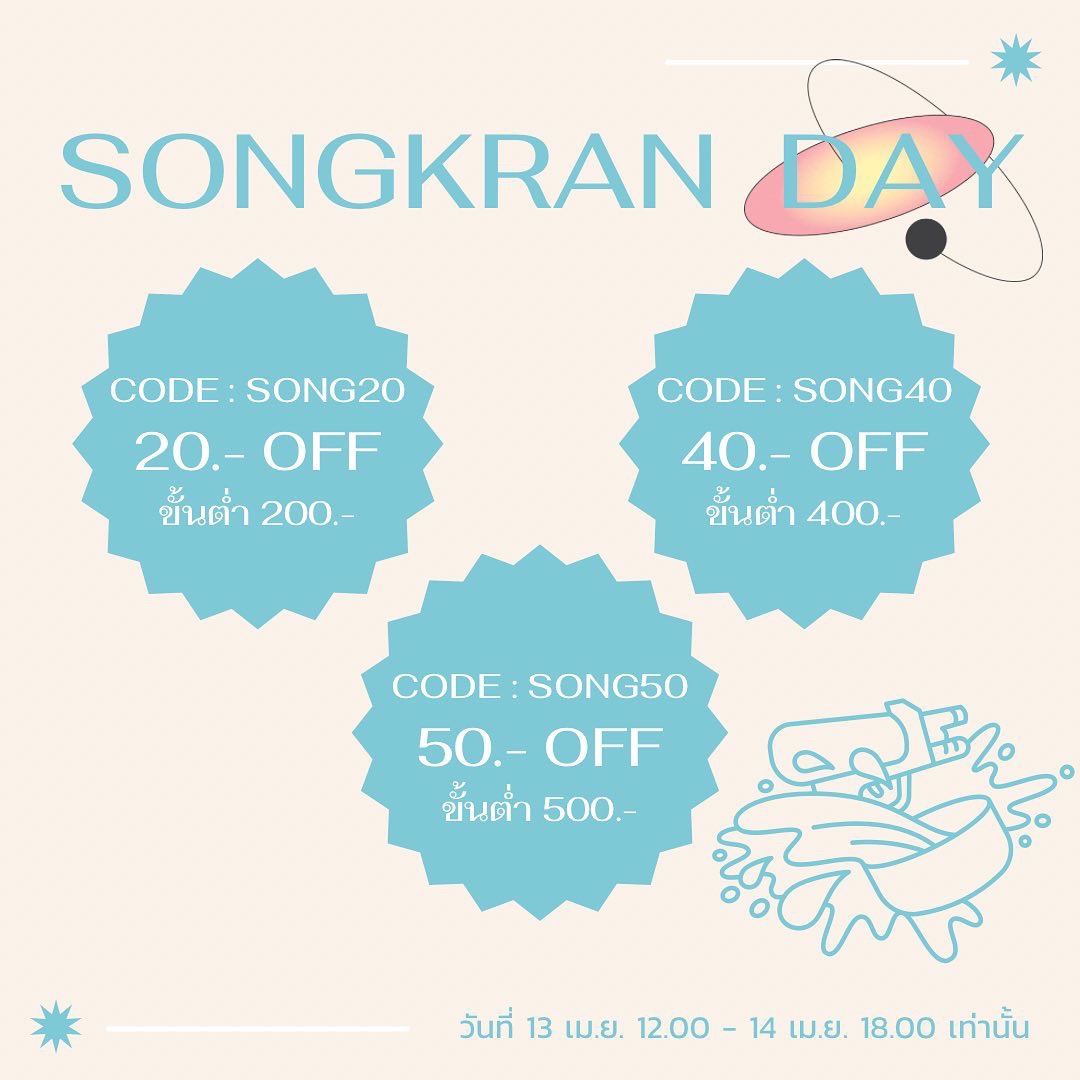 SONGKRAN DAY
CODE : SONG20
20.- OFF
ขั้นต่ำ 200.-
CODE : SONG40
40.- OFF
ขั้นต่ำ 400.-
CODE : SONG50
50.- OFF
ขั้นต่ำ 500.-
วันที่ 13 เม.ย. 12.00 - 14 เม.ย. 18.00 เท่านั้น